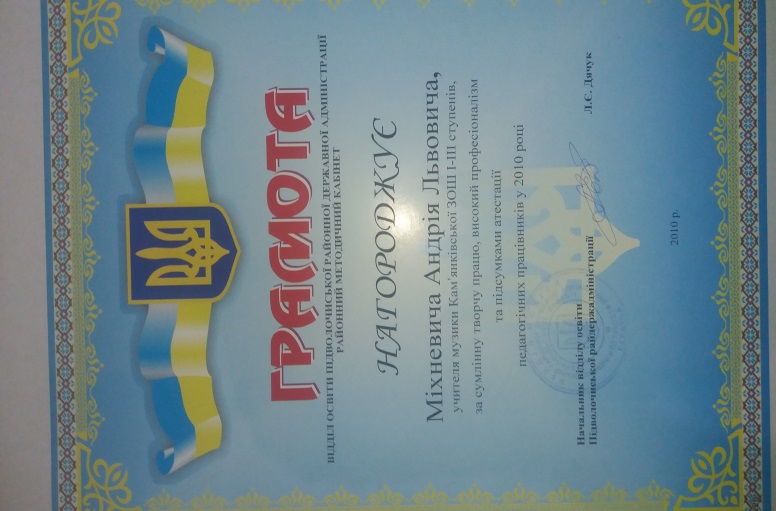 ГРАМОТА
ВІДДІЛ ОСВІТИ ПІДВОЛОЧИСЬКОЇ РАЙОННОЇ ДЕРЖАВНОЇ АДМІНІСТРАЦІЇ
РАЙОННИЙ МЕТОДИЧНИЙ КАБІНЕТ
НАГОРОДЖУЄ
Міхневича Андрія Львовича,
учителя музики Кам'янківської ЗОШ І-ІІІ ступенів,
за сумлінну творчу працю, високий професіоналізм
та підсумками атестації
педагогічних працівників у 2010 році
Начальник відділу освіти
Підволочиської райдержадміністрації Л.Є. Дячук
2010 р.